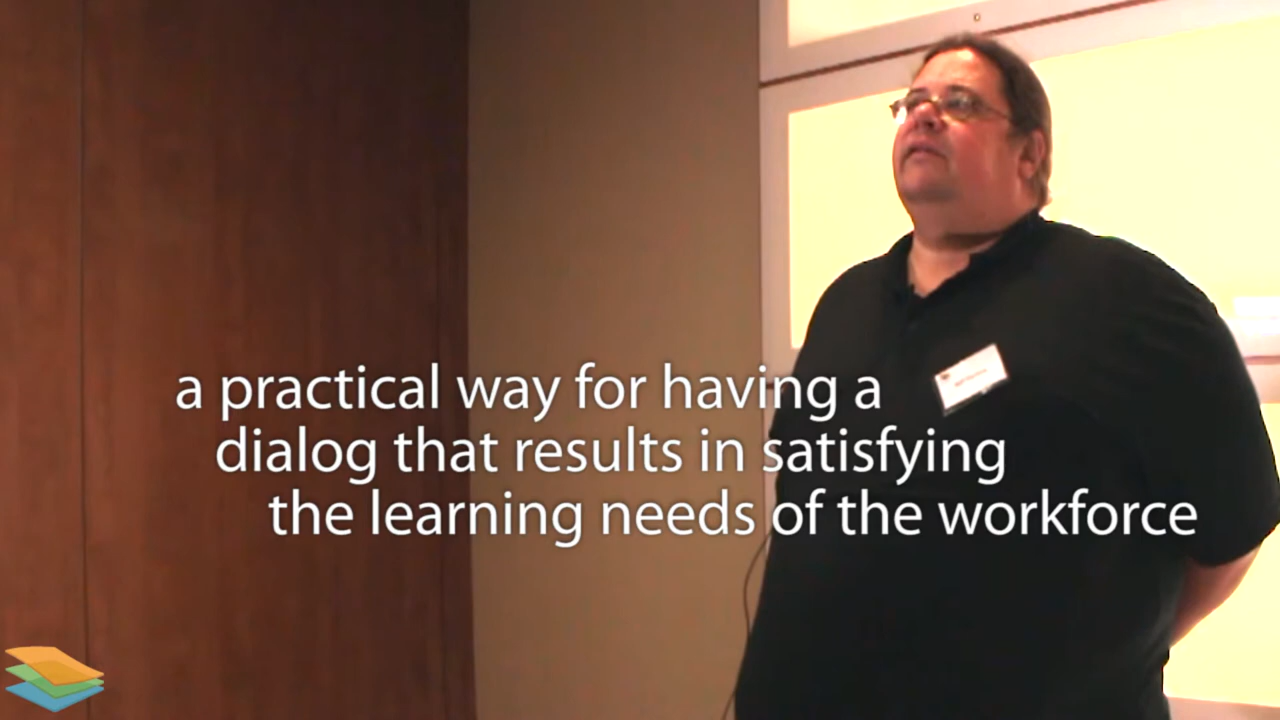 a practical way for having a
dialog that results in satisfying
the learning needs of the workforce